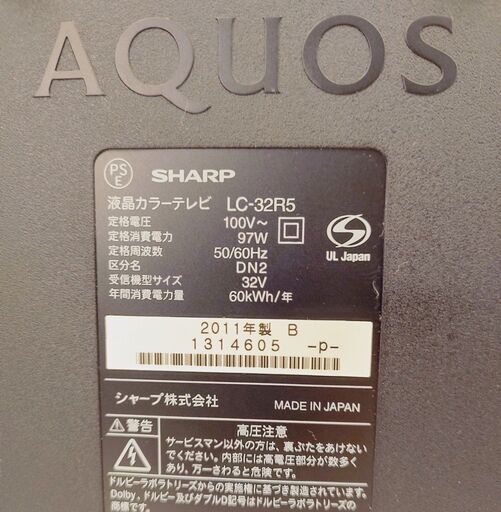 AQUOS
PS
E
SHARP
液晶カラーテレビ LC-32R5
定格電圧 100V~
定格消費電力 97W
定格周波数 50/60Hz
区分名 DN2
受信機型サイズ 32V
年間消費電力量 60kWh/年
S
UL Japan
2011年製 B
1314605 -p-
シャープ株式会社 MADE IN JAPAN
警告 高圧注意
サービスマン以外の方は、裏ぶたをあけない
でください。内部には高電圧部分が数多く
あり、万一さわると危険です。
ドルビーラボラトリーズからの実施権に基づき製造されています。
Dolby、ドルビー及びダブルD記号はドルビーラボラトリーズの
商標です。